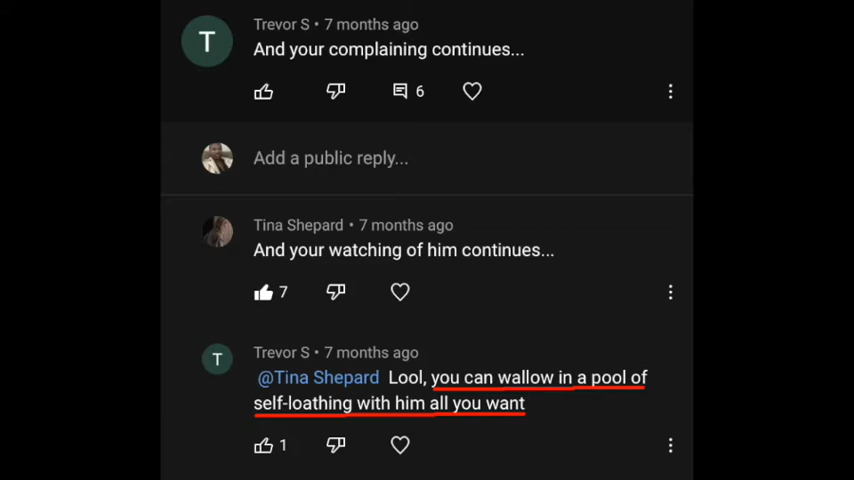 T
Trevor S • 7 months ago
And your complaining continues...
6
Add a public reply...
Tina Shepard • 7 months ago
And your watching of him continues...
7
T
Trevor S • 7 months ago
@Tina Shepard Lool, you can wallow in a pool of
self-loathing with him all you want
1